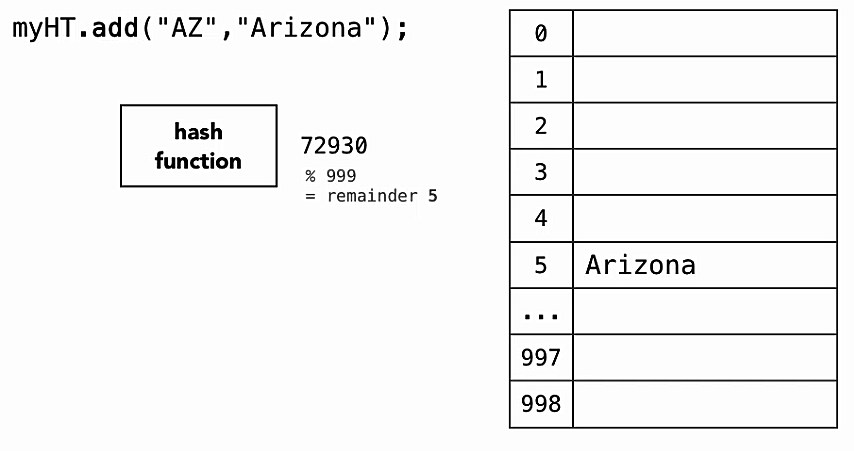 myHT.add("AZ","Arizona");
hash
function
72930
% 999
= remainder 5
0
1
2
3
4
5 Arizona
...
997
998